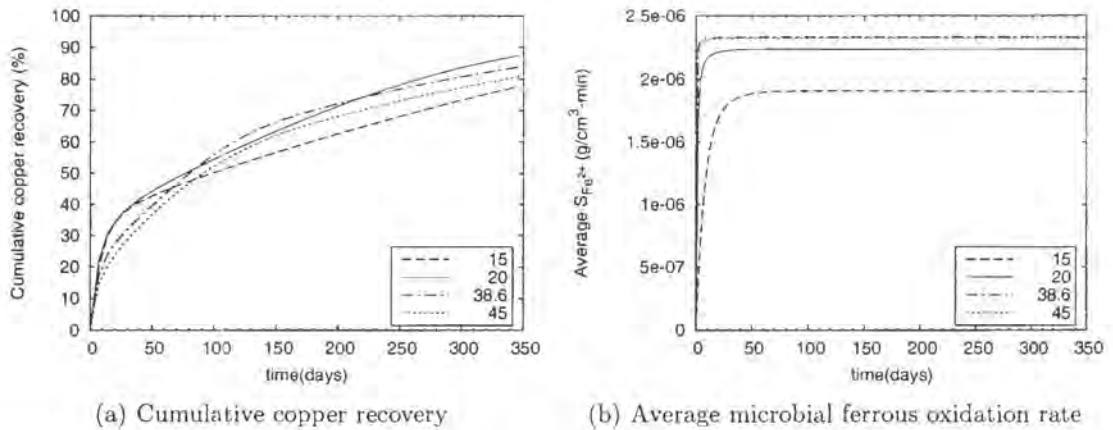 Cumulative copper recovery (%)
100
90
80
70
60
50
40
30
20
10
0
0 50 100 150 200 250 300 350
time(days)
15
20
38.6
45
(a) Cumulative copper recovery
Average S_Fe²⁺ (g/cm³-min)
2.5e-06
2e-06
1.5e-06
1e-06
5e-07
0
0 50 100 150 200 250 300 350
time(days)
15
20
38.6
45
(b) Average microbial ferrous oxidation rate